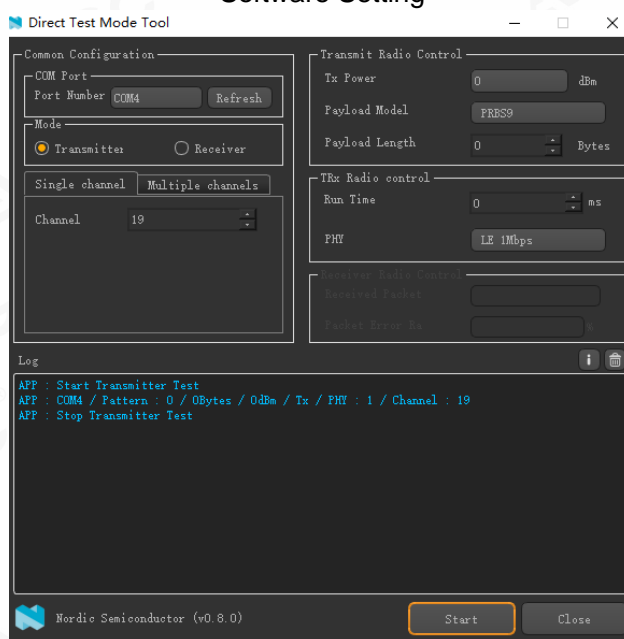 Software Setting
Direct Test Mode Tool
Common Configuration
COM Port
Port Number COM4 Refresh
Mode
Transmitter Receiver
Single channel Multiple channels
Channel 19
Transmit Radio Control
Tx Power 0 dBm
Payload Model PRBS9
Payload Length 0 Bytes
TRx Radio control
Run Time 0 ms
PHY LE 1Mbps
Receiver Radio Control
Received Packet
Packet Error Ra %
Log
APP : Start Transmitter Test
APP : COM4 / Pattern : 0 / 0Bytes / 0dBm / Tx / PHY : 1 / Channel : 19
APP : Stop Transmitter Test
Nordic Semiconductor (v0.8.0) Start Close